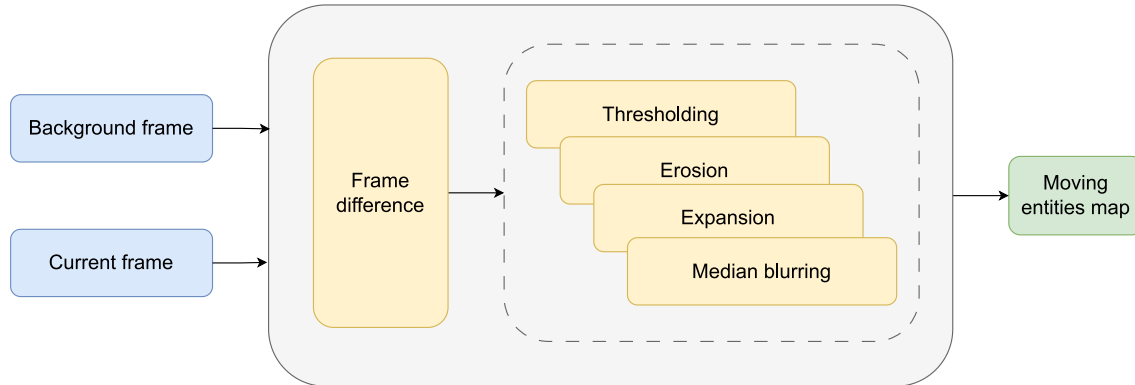 Background frame
Current frame
Frame
difference
Thresholding
Erosion
Expansion
Median blurring
Moving
entities map